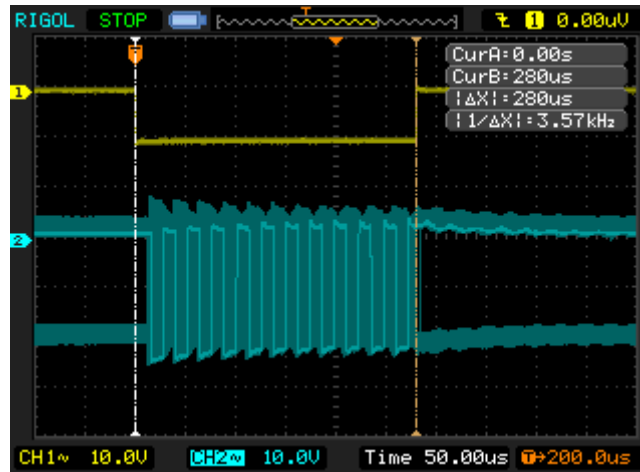 RIGOL STOP T 1 0.00uV
CurA=0.00s
CurB=280us
|ΔX|=280us
|1/ΔX|=3.57kHz
T
1
2
CH1~ 10.0V CH2~ 10.0V Time 50.00us T→200.0us